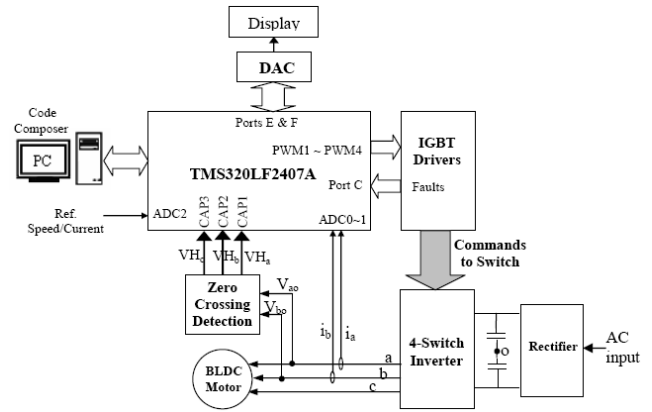 Display
DAC
Code
Composer
PC
Ports E & F
PWM1 ~ PWM4
TMS320LF2407A
Port C
IGBT
Drivers
Faults
Ref.
Speed/Current
ADC2
CAP3
CAP2
CAP1
ADC0~1
VHc
VHb
VHa
Commands
to Switch
Zero
Crossing
Detection
Vao
Vbo
ib
ia
4-Switch
Inverter
o
Rectifier
AC
input
BLDC
Motor
a
b
c